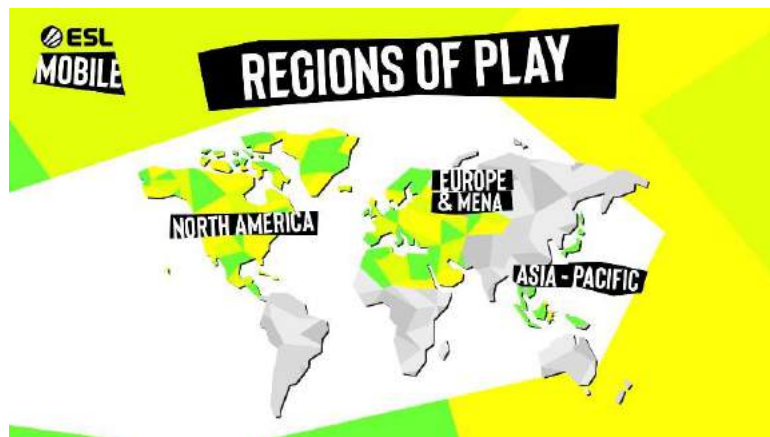 ESL
MOBILE
REGIONS OF PLAY
NORTH AMERICA
EUROPE
& MENA
ASIA - PACIFIC